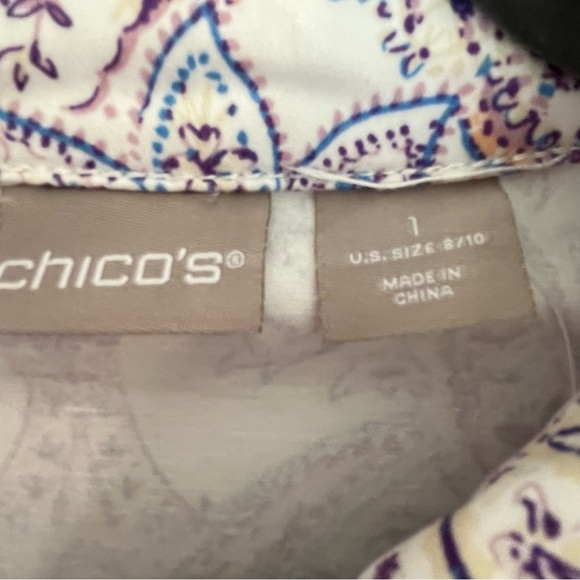 chico's®
1
U.S. SIZE 8/10
MADE IN
CHINA